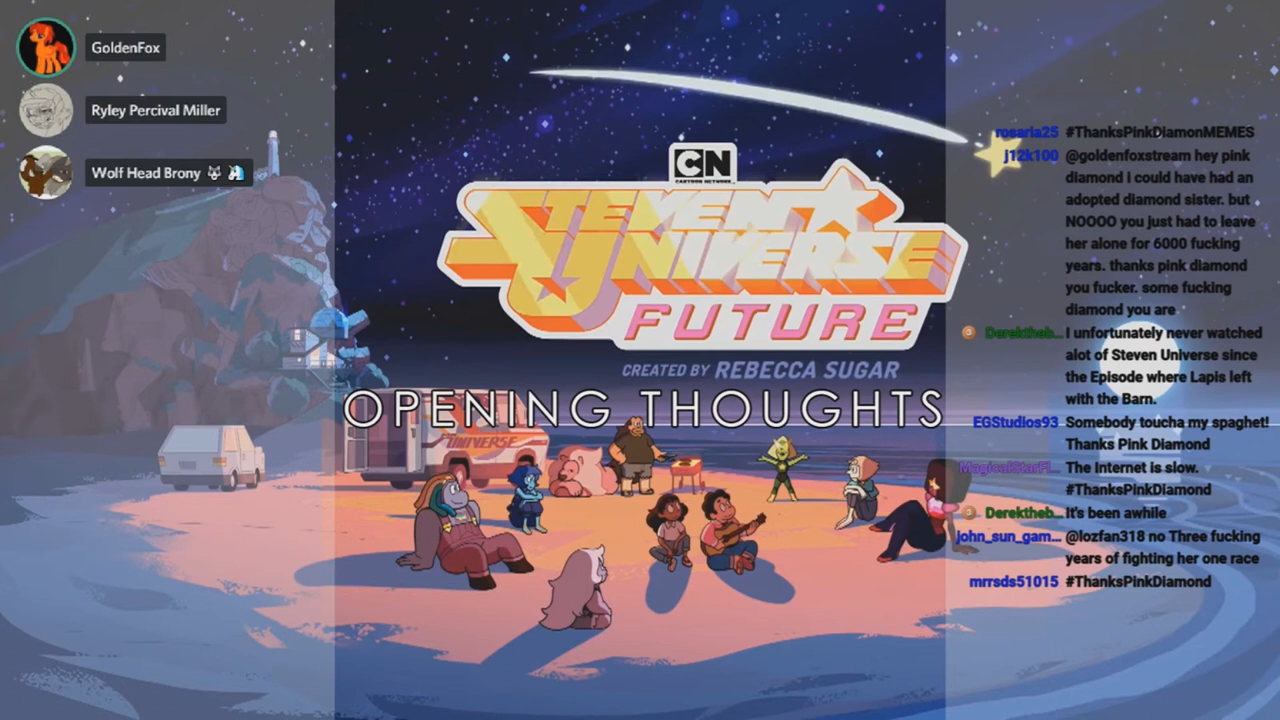 GoldenFox
Ryley Percival Miller
Wolf Head Brony
CN
CARTOON NETWORK
STEVEN
UNIVERSE
FUTURE
CREATED BY REBECCA SUGAR
OPENING THOUGHTS
UNIVERSE
rosaria25 #ThanksPinkDiamonMEMES
j12k100 @goldenfoxstream hey pink
diamond i could have had an
adopted diamond sister. but
NOOOO you just had to leave
her alone for 6000 fucking
years. thanks pink diamond
you fucker. some fucking
diamond you are
Derektheb... I unfortunately never watched
alot of Steven Universe since
the Episode where Lapis left
with the Barn.
EGStudios93 Somebody toucha my spaghet!
Thanks Pink Diamond
MagicalStarFl... The Internet is slow.
#ThanksPinkDiamond
Derektheb... It's been awhile
john_sun_gam... @lozfan318 no Three fucking
years of fighting her one race
mrrsds51015 #ThanksPinkDiamond